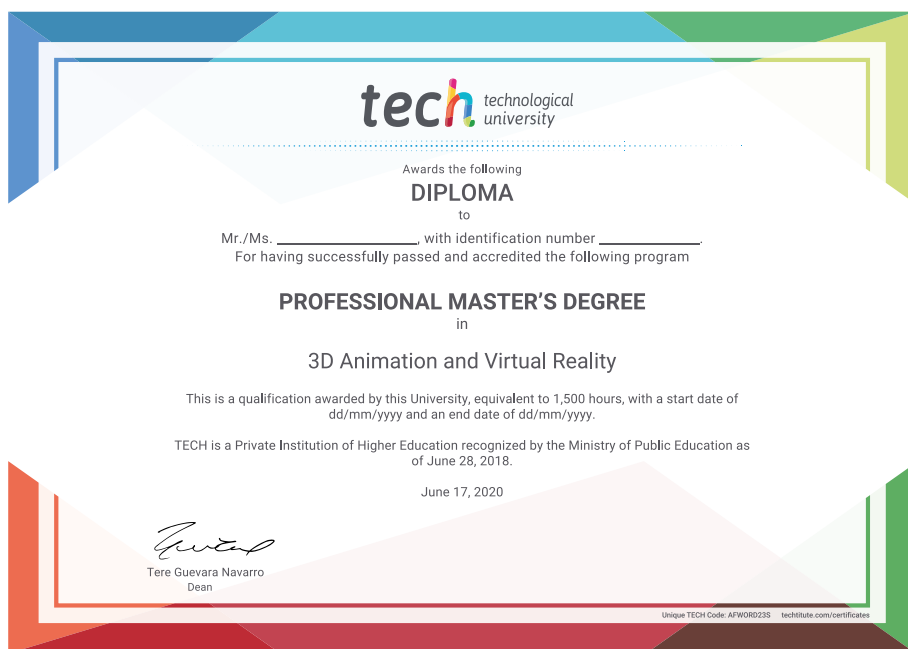 tech technological
university
Awards the following
DIPLOMA
to
Mr./Ms. ____________________, with identification number ______________.
For having successfully passed and accredited the following program
PROFESSIONAL MASTER'S DEGREE
in
3D Animation and Virtual Reality
This is a qualification awarded by this University, equivalent to 1,500 hours, with a start date of
dd/mm/yyyy and an end date of dd/mm/yyyy.
TECH is a Private Institution of Higher Education recognized by the Ministry of Public Education as
of June 28, 2018.
June 17, 2020
Tere Guevara Navarro
Dean
Unique TECH Code: AFWORD23S techtitute.com/certificates